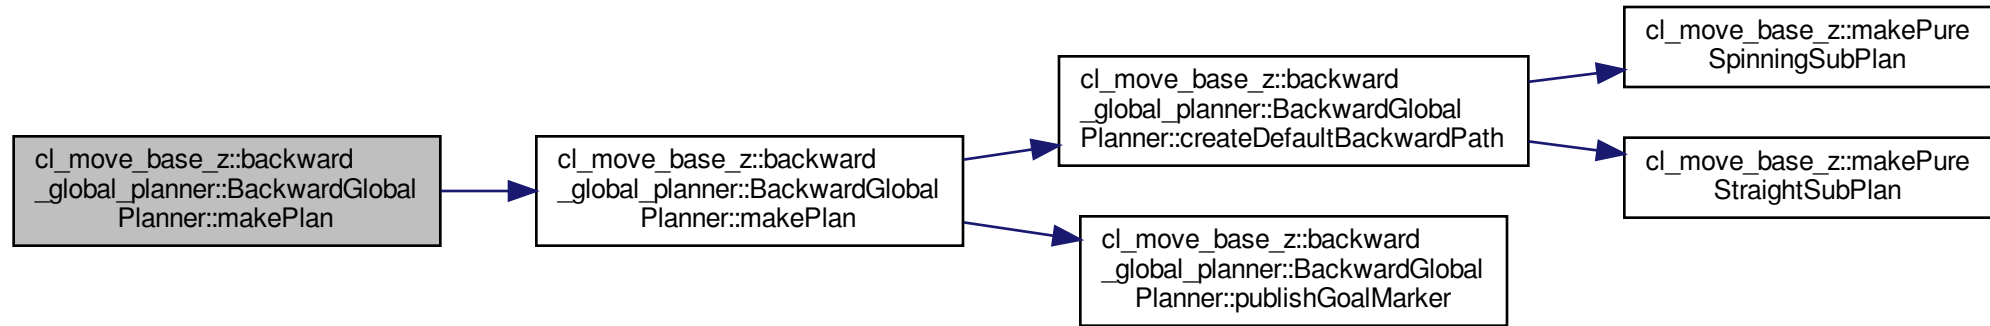 cl_move_base_z::backward
_global_planner::BackwardGlobal
Planner::makePlan
cl_move_base_z::backward
_global_planner::BackwardGlobal
Planner::makePlan
cl_move_base_z::backward
_global_planner::BackwardGlobal
Planner::createDefaultBackwardPath
cl_move_base_z::backward
_global_planner::BackwardGlobal
Planner::publishGoalMarker
cl_move_base_z::makePure
SpinningSubPlan
cl_move_base_z::makePure
StraightSubPlan